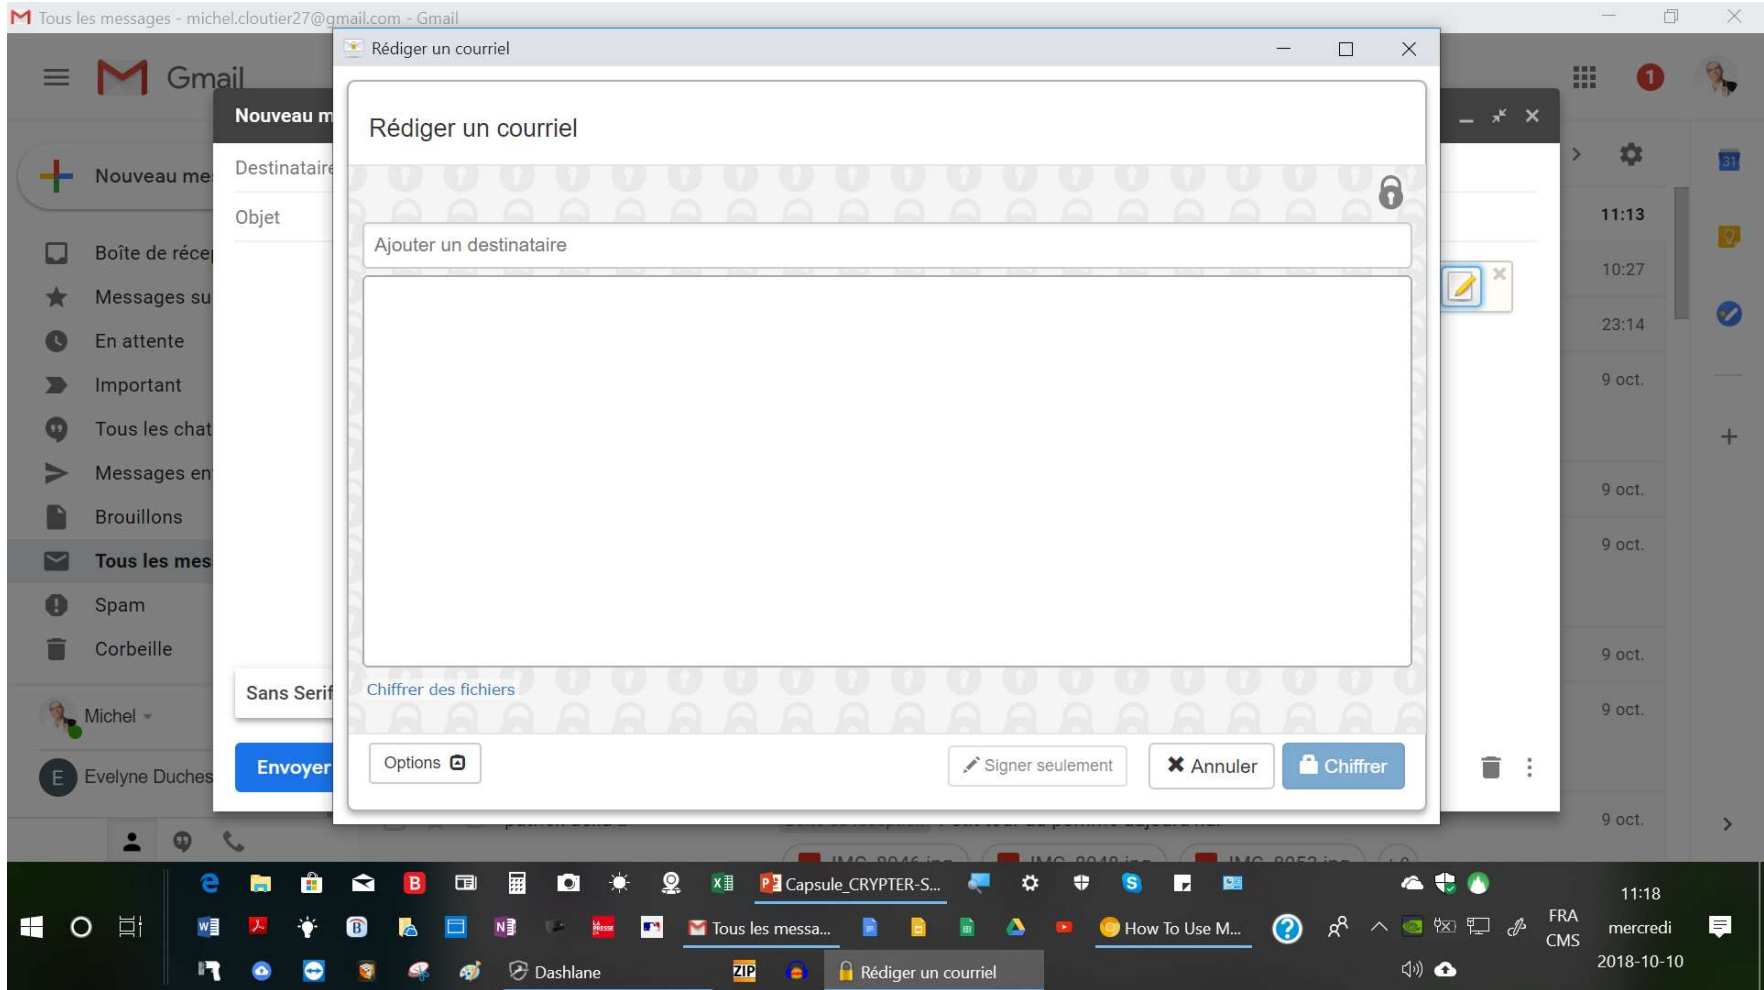 Tous les messages - michel.cloutier27@gmail.com - Gmail
Rédiger un courriel
Gmail
1
Nouveau m
Rédiger un courriel
Nouveau me
Destinataire
31
Objet
11:13
Ajouter un destinataire
Boîte de récep
10:27
Messages su
23:14
En attente
Important
9 oct.
Tous les chat
Messages en
9 oct.
Brouillons
9 oct.
Tous les mes
Spam
Corbeille
9 oct.
Sans Serif
Chiffrer des fichiers
9 oct.
Michel
Envoyer
Options
Signer seulement
Annuler
Chiffrer
E
Evelyne Duches
9 oct.
B
Capsule_CRYPTER-S...
S
11:18
Tous les messa...
How To Use M...
FRA
CMS
mercredi
Dashlane
ZIP
Rédiger un courriel
2018-10-10